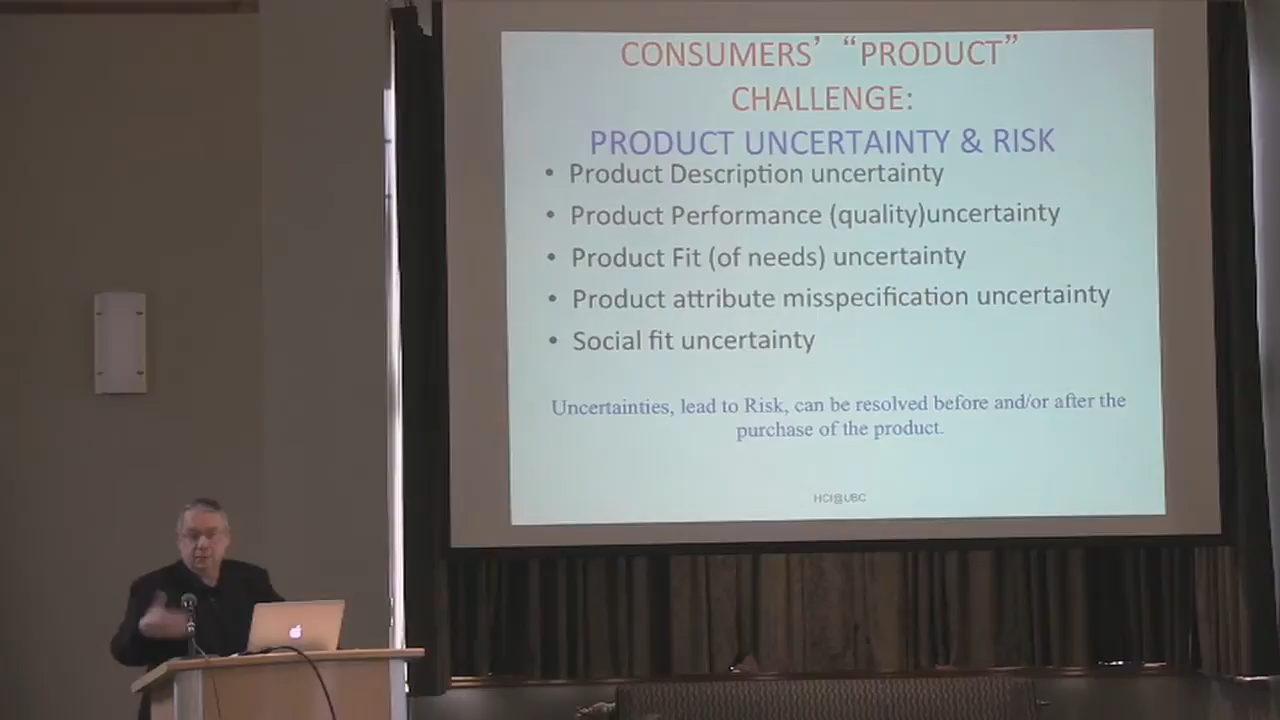 CONSUMERS’ “PRODUCT”
CHALLENGE:
PRODUCT UNCERTAINTY & RISK
• Product Description uncertainty
• Product Performance (quality)uncertainty
• Product Fit (of needs) uncertainty
• Product attribute misspecification uncertainty
• Social fit uncertainty
Uncertainties, lead to Risk, can be resolved before and/or after the
purchase of the product.
HCI@UBC